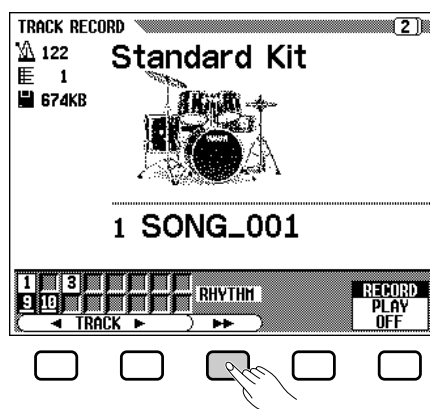 TRACK RECORD 2
122
1
674KB
Standard Kit
1 SONG_001
1 3
9 10
RHYTHM
◄ TRACK ► ►►
RECORD
PLAY
OFF